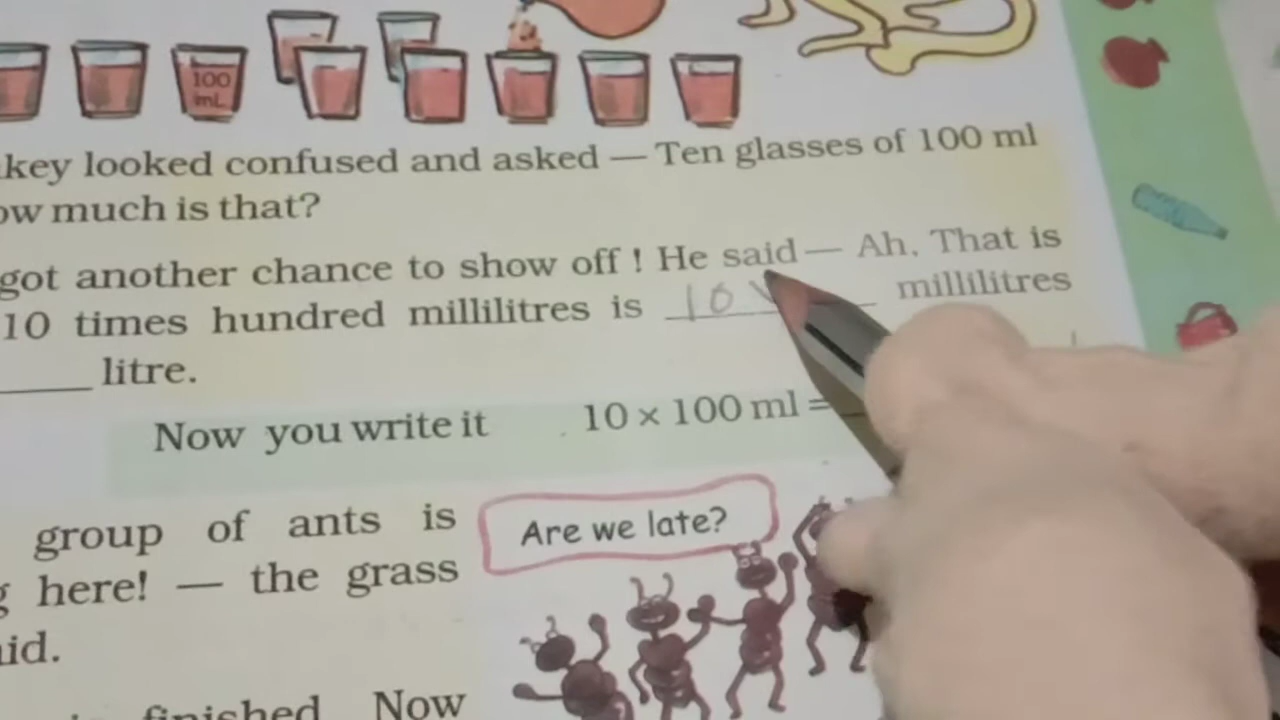 100
mL
key looked confused and asked — Ten glasses of 100 ml
ow much is that?
got another chance to show off ! He said — Ah, That is
10 times hundred millilitres is 10 millilitres
litre.
Now you write it 10 × 100 ml =
Are we late?
group of ants is
g here! — the grass
aid.
finished Now